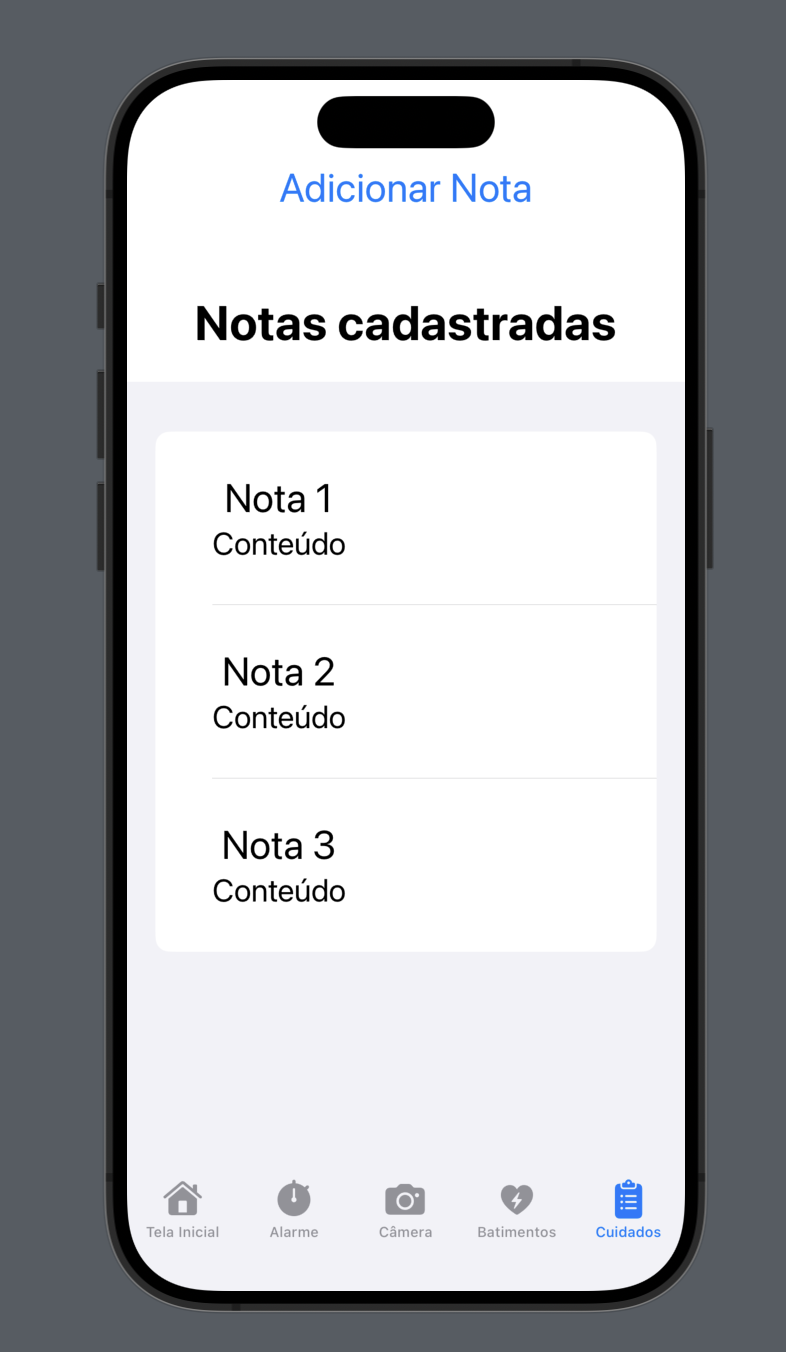 Adicionar Nota
Notas cadastradas
Nota 1
Conteúdo
Nota 2
Conteúdo
Nota 3
Conteúdo
Tela Inicial
Alarme
Câmera
Batimentos
Cuidados